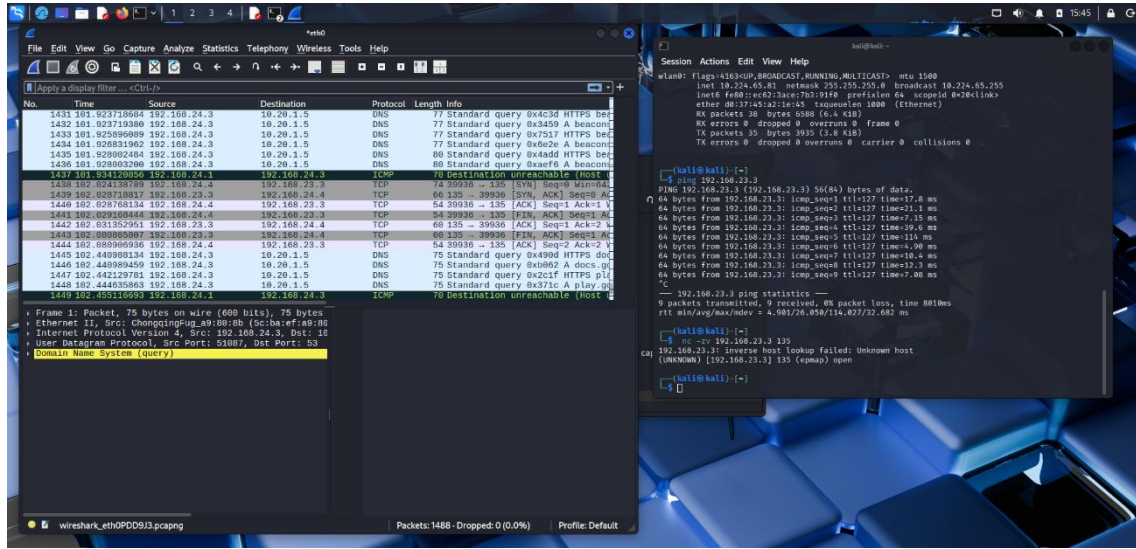 1 2 3 4
15:45
*eth0
File Edit View Go Capture Analyze Statistics Telephony Wireless Tools Help
Apply a display filter ... <Ctrl-/>
No. Time Source Destination Protocol Length Info
1431 101.923718684 192.168.24.3 10.20.1.5 DNS 77 Standard query 0x4c3d HTTPS bea
1432 101.923719380 192.168.24.3 10.20.1.5 DNS 77 Standard query 0x3459 A beacons
1433 101.925896089 192.168.24.3 10.20.1.5 DNS 77 Standard query 0x7517 HTTPS bea
1434 101.926831962 192.168.24.3 10.20.1.5 DNS 77 Standard query 0x6e2e A beacons
1435 101.928002484 192.168.24.3 10.20.1.5 DNS 80 Standard query 0x4add HTTPS bea
1436 101.928003200 192.168.24.3 10.20.1.5 DNS 80 Standard query 0xaef6 A beacons
1437 101.934120056 192.168.24.1 192.168.24.3 ICMP 70 Destination unreachable (Host u
1438 102.024138789 192.168.24.4 192.168.23.3 TCP 74 39936 → 135 [SYN] Seq=0 Win=642
1439 102.028718817 192.168.23.3 192.168.24.4 TCP 66 135 → 39936 [SYN, ACK] Seq=0 Ac
1440 102.028768134 192.168.24.4 192.168.23.3 TCP 54 39936 → 135 [ACK] Seq=1 Ack=1 W
1441 102.029168444 192.168.24.4 192.168.23.3 TCP 54 39936 → 135 [FIN, ACK] Seq=1 Ac
1442 102.031352951 192.168.23.3 192.168.24.4 TCP 60 135 → 39936 [ACK] Seq=1 Ack=2 W
1443 102.080865807 192.168.23.3 192.168.24.4 TCP 60 135 → 39936 [FIN, ACK] Seq=1 Ac
1444 102.080906936 192.168.24.4 192.168.23.3 TCP 54 39936 → 135 [ACK] Seq=2 Ack=2 W
1445 102.440988134 192.168.24.3 10.20.1.5 DNS 75 Standard query 0x490d HTTPS doc
1446 102.440989459 192.168.24.3 10.20.1.5 DNS 75 Standard query 0xb062 A docs.go
1447 102.442129781 192.168.24.3 10.20.1.5 DNS 75 Standard query 0x2c1f HTTPS pla
1448 102.444635863 192.168.24.3 10.20.1.5 DNS 75 Standard query 0x371c A play.go
1449 102.455116693 192.168.24.1 192.168.24.3 ICMP 70 Destination unreachable (Host u
Frame 1: Packet, 75 bytes on wire (600 bits), 75 bytes
Ethernet II, Src: ChongqingFug_a9:80:8b (5c:ba:ef:a9:80
Internet Protocol Version 4, Src: 192.168.24.3, Dst: 10
User Datagram Protocol, Src Port: 51087, Dst Port: 53
Domain Name System (query)
wireshark_eth0PDD9J3.pcapng
Packets: 1488 · Dropped: 0 (0.0%)
Profile: Default
kali@kali: ~
Session Actions Edit View Help
wlan0: flags=4163<UP,BROADCAST,RUNNING,MULTICAST> mtu 1500
inet 10.224.65.81 netmask 255.255.255.0 broadcast 10.224.65.255
inet6 fe80::ec62:3ace:7b3:91f0 prefixlen 64 scopeid 0×20<link>
ether d0:37:45:a2:1e:45 txqueuelen 1000 (Ethernet)
RX packets 38 bytes 6588 (6.4 KiB)
RX errors 0 dropped 0 overruns 0 frame 0
TX packets 35 bytes 3935 (3.8 KiB)
TX errors 0 dropped 0 overruns 0 carrier 0 collisions 0
(kali㉿kali)-[~]
$ ping 192.168.23.3
PING 192.168.23.3 (192.168.23.3) 56(84) bytes of data.
64 bytes from 192.168.23.3: icmp_seq=1 ttl=127 time=17.8 ms
64 bytes from 192.168.23.3: icmp_seq=2 ttl=127 time=21.1 ms
64 bytes from 192.168.23.3: icmp_seq=3 ttl=127 time=7.15 ms
64 bytes from 192.168.23.3: icmp_seq=4 ttl=127 time=39.6 ms
64 bytes from 192.168.23.3: icmp_seq=5 ttl=127 time=114 ms
64 bytes from 192.168.23.3: icmp_seq=6 ttl=127 time=4.90 ms
64 bytes from 192.168.23.3: icmp_seq=7 ttl=127 time=10.4 ms
64 bytes from 192.168.23.3: icmp_seq=8 ttl=127 time=12.3 ms
64 bytes from 192.168.23.3: icmp_seq=9 ttl=127 time=7.08 ms
^C
— 192.168.23.3 ping statistics —
9 packets transmitted, 9 received, 0% packet loss, time 8010ms
rtt min/avg/max/mdev = 4.901/26.050/114.027/32.682 ms
(kali㉿kali)-[~]
$ nc -zv 192.168.23.3 135
192.168.23.3: inverse host lookup failed: Unknown host
(UNKNOWN) [192.168.23.3] 135 (epmap) open
(kali㉿kali)-[~]
$
cap